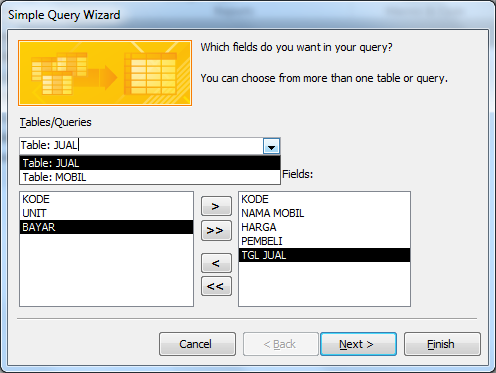 Simple Query Wizard
Which fields do you want in your query?
You can choose from more than one table or query.
Tables/Queries
Table: JUAL
Table: JUAL
Table: MOBIL
Fields:
KODE
UNIT
BAYAR
>
>>
<
<<
KODE
NAMA MOBIL
HARGA
PEMBELI
TGL JUAL
Cancel
< Back
Next >
Finish